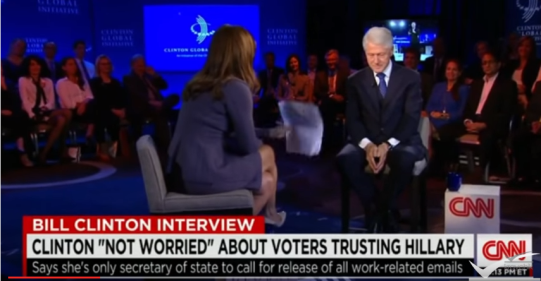 CLINTON GLOBAL
INITIATIVE
CLINTON GLOBAL
CNN
BILL CLINTON INTERVIEW
CLINTON "NOT WORRIED" ABOUT VOTERS TRUSTING HILLARY
Says she's only secretary of state to call for release of all work-related emails
CNN
PM ET